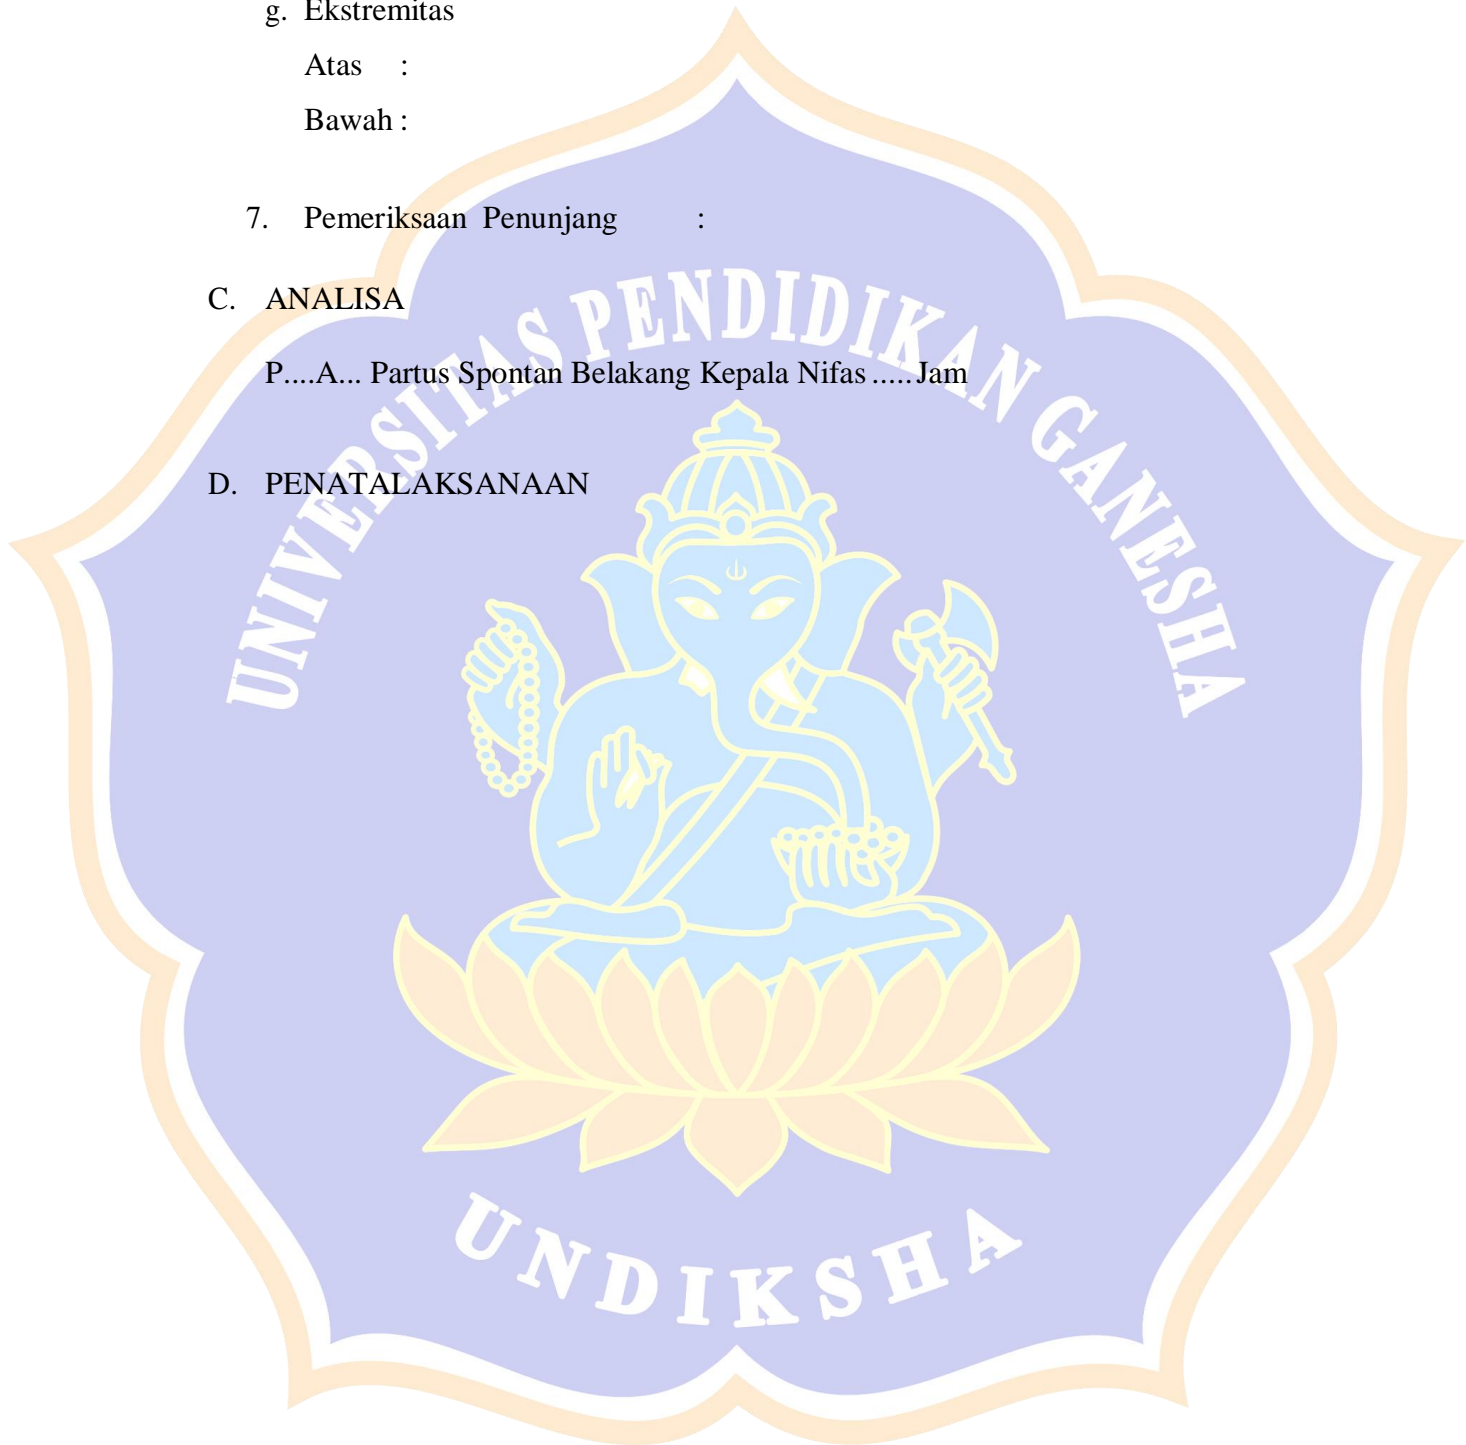 g. Ekstremitas
Atas :
Bawah :
7. Pemeriksaan Penunjang :
C. ANALISA
P....A... Partus Spontan Belakang Kepala Nifas .....Jam
D. PENATALAKSANAAN
UNIVERSITAS PENDIDIKAN GANESHA
UNDIKSHA